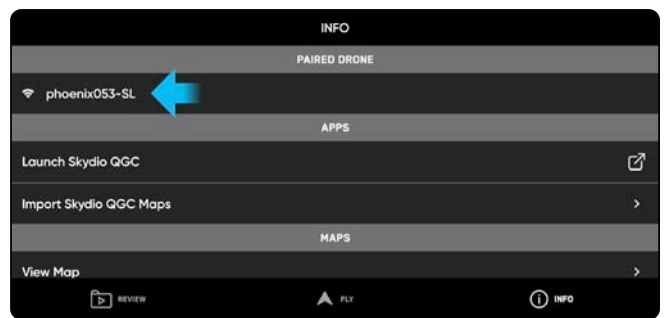 INFO
PAIRED DRONE
phoenix053-SL
APPS
Launch Skydio QGC
Import Skydio QGC Maps
MAPS
View Map
REVIEW
FLY
INFO